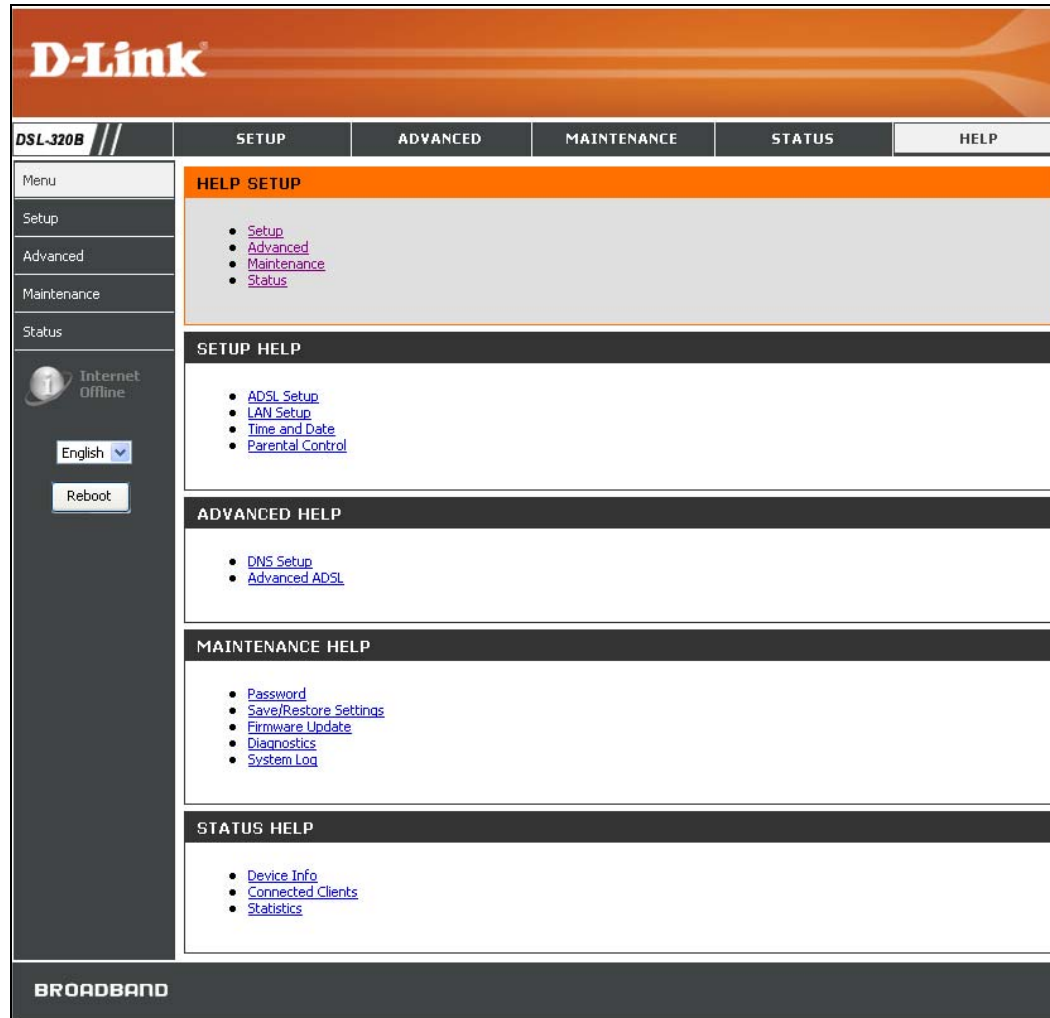 D-Link®
DSL-320B
SETUP
ADVANCED
MAINTENANCE
STATUS
HELP
Menu
Setup
Advanced
Maintenance
Status
Internet
Offline
English
Reboot
HELP SETUP
Setup
Advanced
Maintenance
Status
SETUP HELP
ADSL Setup
LAN Setup
Time and Date
Parental Control
ADVANCED HELP
DNS Setup
Advanced ADSL
MAINTENANCE HELP
Password
Save/Restore Settings
Firmware Update
Diagnostics
System Log
STATUS HELP
Device Info
Connected Clients
Statistics
BROADBAND